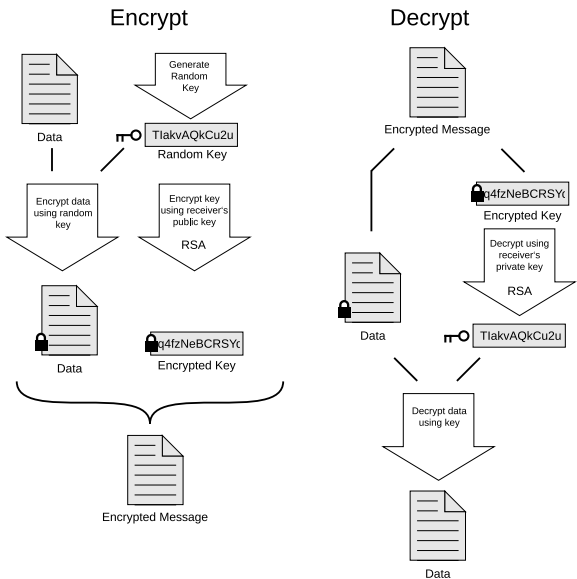 Encrypt
Generate
Random
Key
Data
TIakvAQkCu2u
Random Key
Encrypt data
using random
key
Encrypt key
using receiver's
public key
RSA
Data
q4fzNeBCRSYc
Encrypted Key
Encrypted Message
Decrypt
Encrypted Message
q4fzNeBCRSYc
Encrypted Key
Decrypt using
receiver's
private key
RSA
Data
TIakvAQkCu2u
Decrypt data
using key
Data